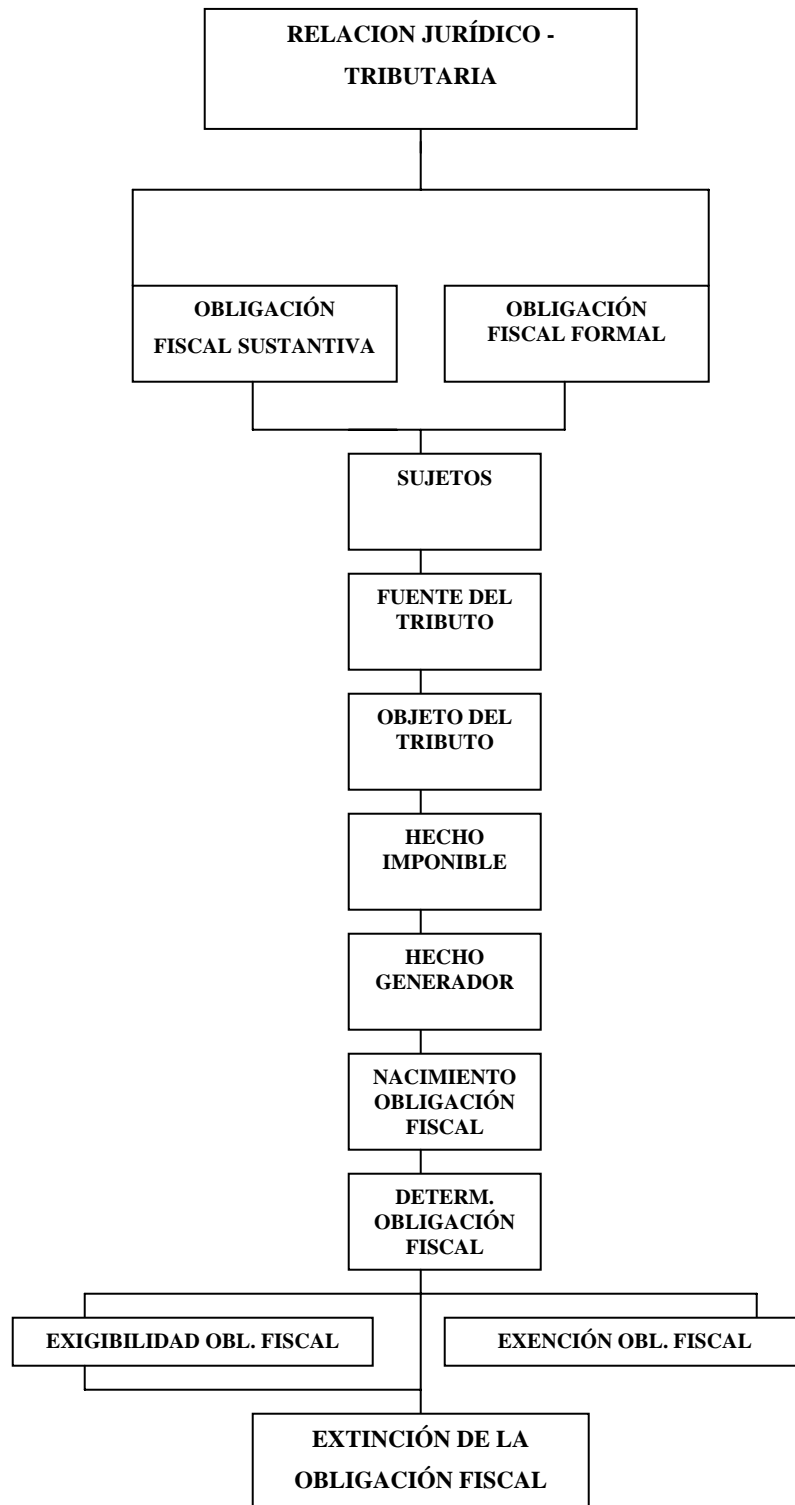 RELACION JURÍDICO -
TRIBUTARIA
OBLIGACIÓN
FISCAL SUSTANTIVA
OBLIGACIÓN
FISCAL FORMAL
SUJETOS
FUENTE DEL
TRIBUTO
OBJETO DEL
TRIBUTO
HECHO
IMPONIBLE
HECHO
GENERADOR
NACIMIENTO
OBLIGACIÓN
FISCAL
DETERM.
OBLIGACIÓN
FISCAL
EXIGIBILIDAD OBL. FISCAL
EXENCIÓN OBL. FISCAL
EXTINCIÓN DE LA
OBLIGACIÓN FISCAL